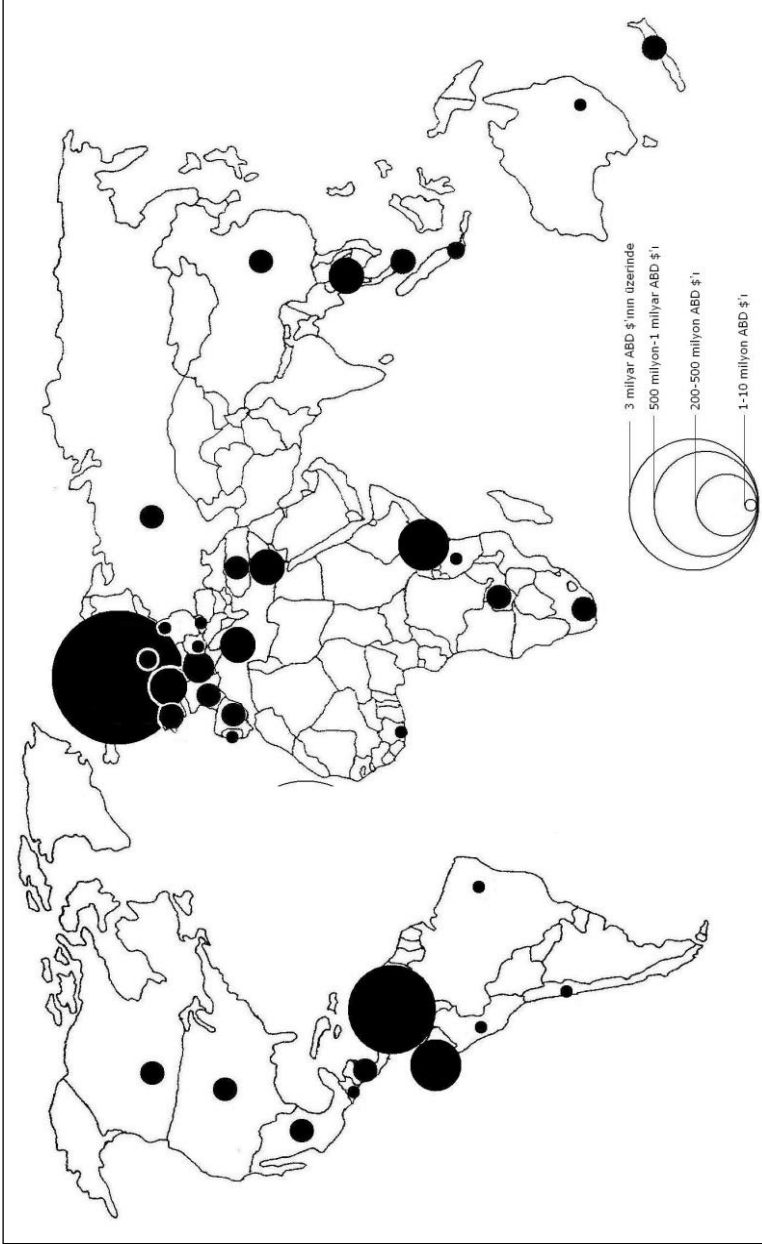 3 milyar ABD $'ının üzerinde
500 milyon-1 milyar ABD $'ı
200-500 milyon ABD $'ı
1-10 milyon ABD $'ı